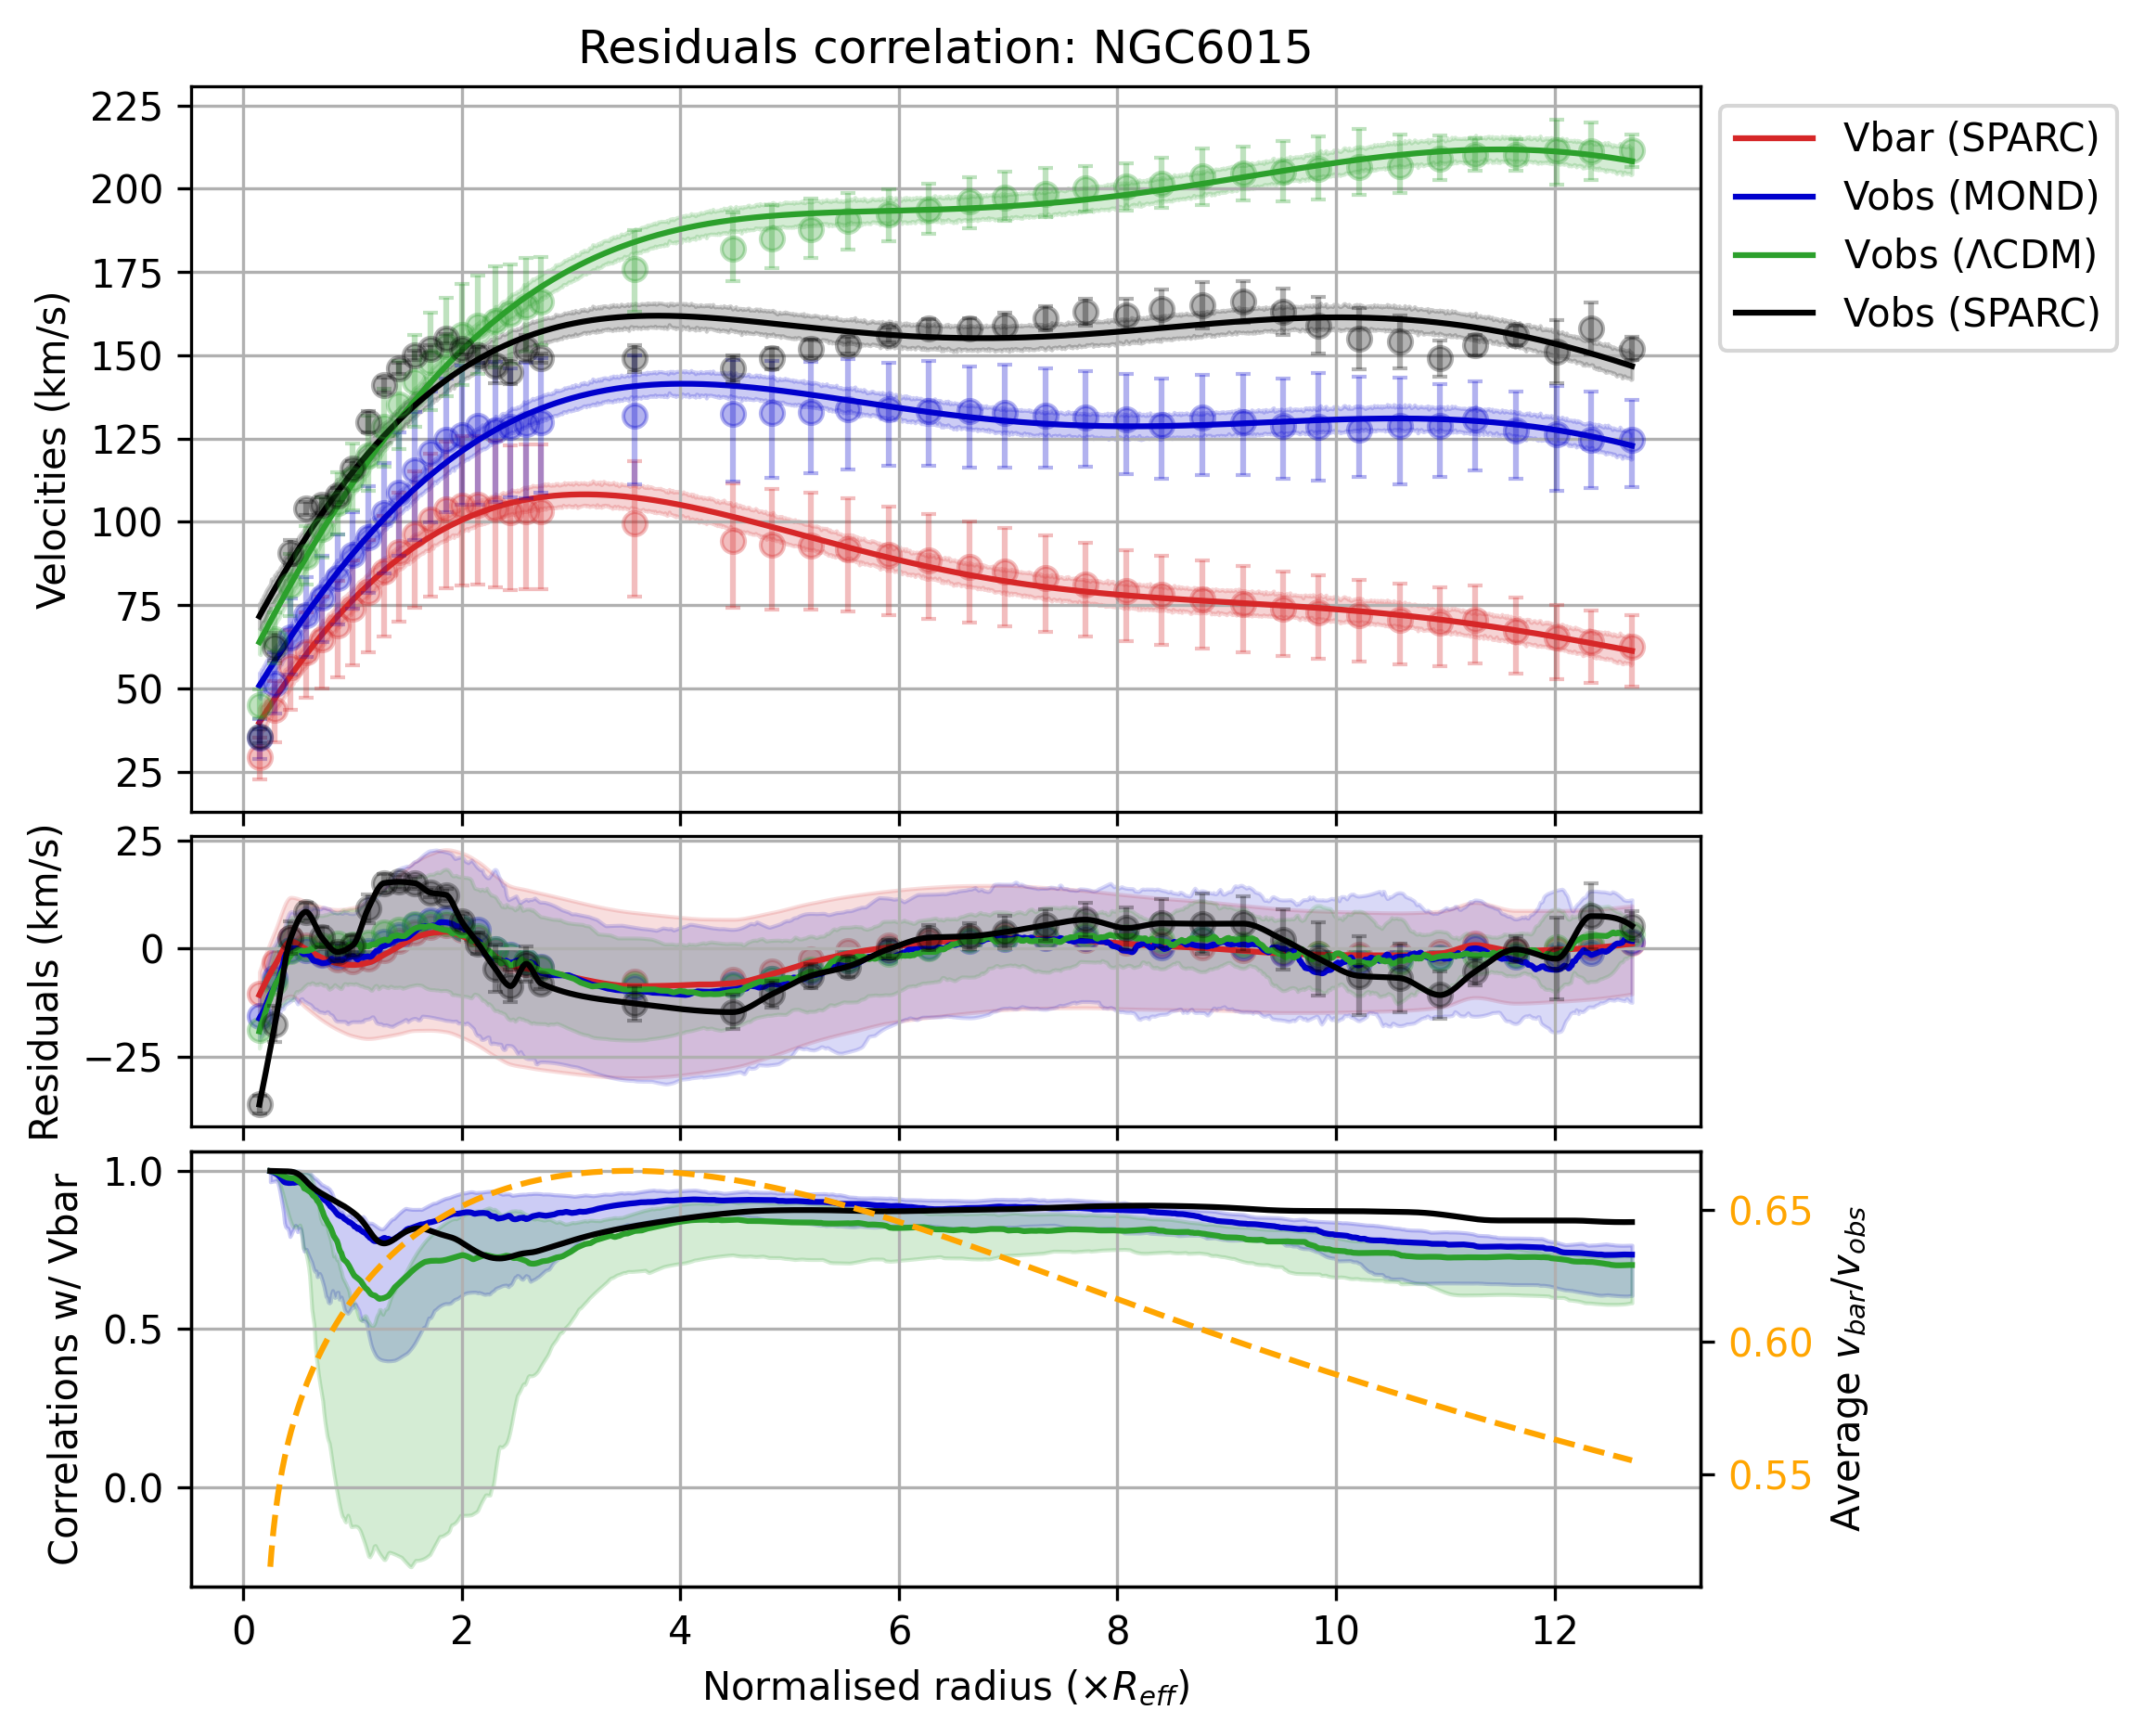 Residuals correlation: NGC6015
225
200
175
150
125
100
75
50
25
Velocities (km/s)
Vbar (SPARC)
Vobs (MOND)
Vobs (ΛCDM)
Vobs (SPARC)
25
0
−25
Residuals (km/s)
1.0
0.5
0.0
Correlations w/ Vbar
0.65
0.60
0.55
Average v_bar/v_obs
0 2 4 6 8 10 12
Normalised radius (×R_eff)